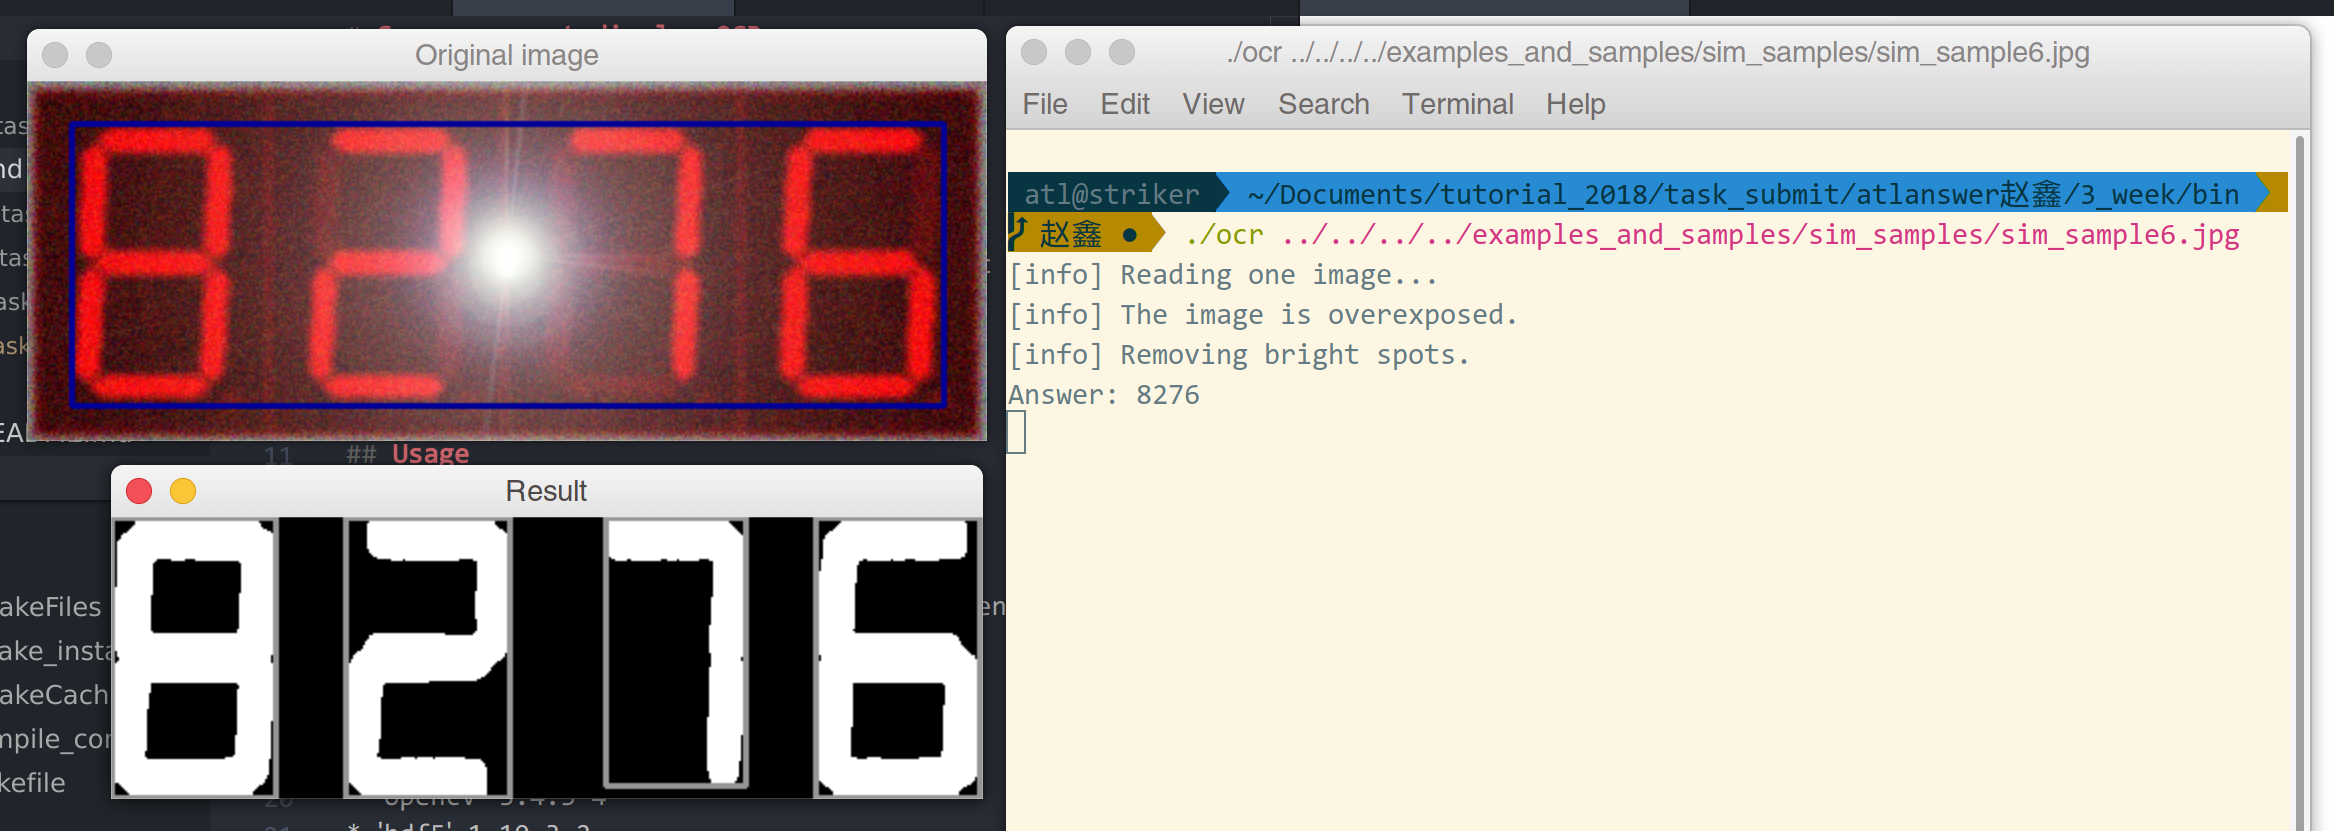 Original image
8276
## Usage
11
Result
8276
akeFiles
ake_insta
akeCach
mpile_cor
kefile
./ocr ../../../../examples_and_samples/sim_samples/sim_sample6.jpg
File Edit View Search Terminal Help
atl@striker ~/Documents/tutorial_2018/task_submit/atlanswer赵鑫/3_week/bin
赵鑫 ● ./ocr ../../../../examples_and_samples/sim_samples/sim_sample6.jpg
[info] Reading one image...
[info] The image is overexposed.
[info] Removing bright spots.
Answer: 8276